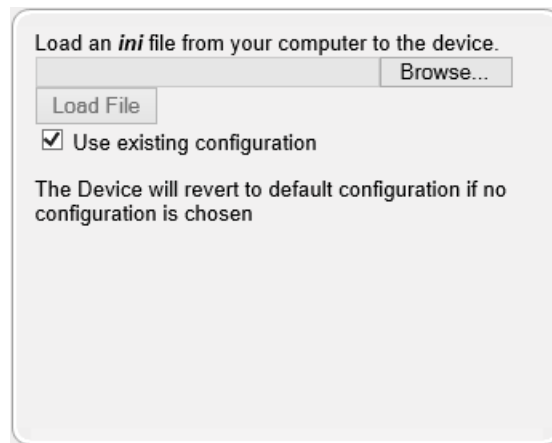 Load an ini file from your computer to the device.
Browse...
Load File
Use existing configuration
The Device will revert to default configuration if no
configuration is chosen